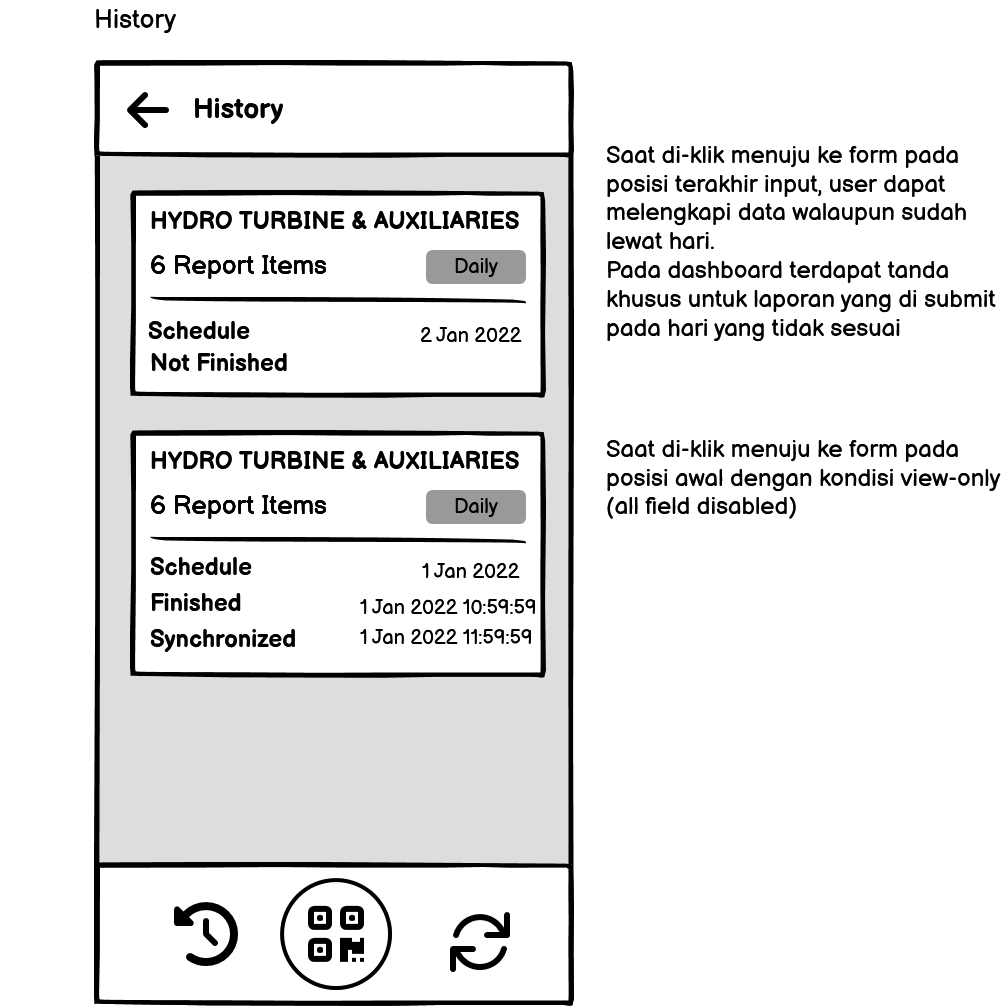 History
History
HYDRO TURBINE & AUXILIARIES
6 Report Items
Daily
Schedule
2 Jan 2022
Not Finished
Saat di-klik menuju ke form pada
posisi terakhir input, user dapat
melengkapi data walaupun sudah
lewat hari.
Pada dashboard terdapat tanda
khusus untuk laporan yang di submit
pada hari yang tidak sesuai
HYDRO TURBINE & AUXILIARIES
6 Report Items
Daily
Schedule
1 Jan 2022
Finished
1 Jan 2022 10:59:59
Synchronized
1 Jan 2022 11:59:59
Saat di-klik menuju ke form pada
posisi awal dengan kondisi view-only
(all field disabled)